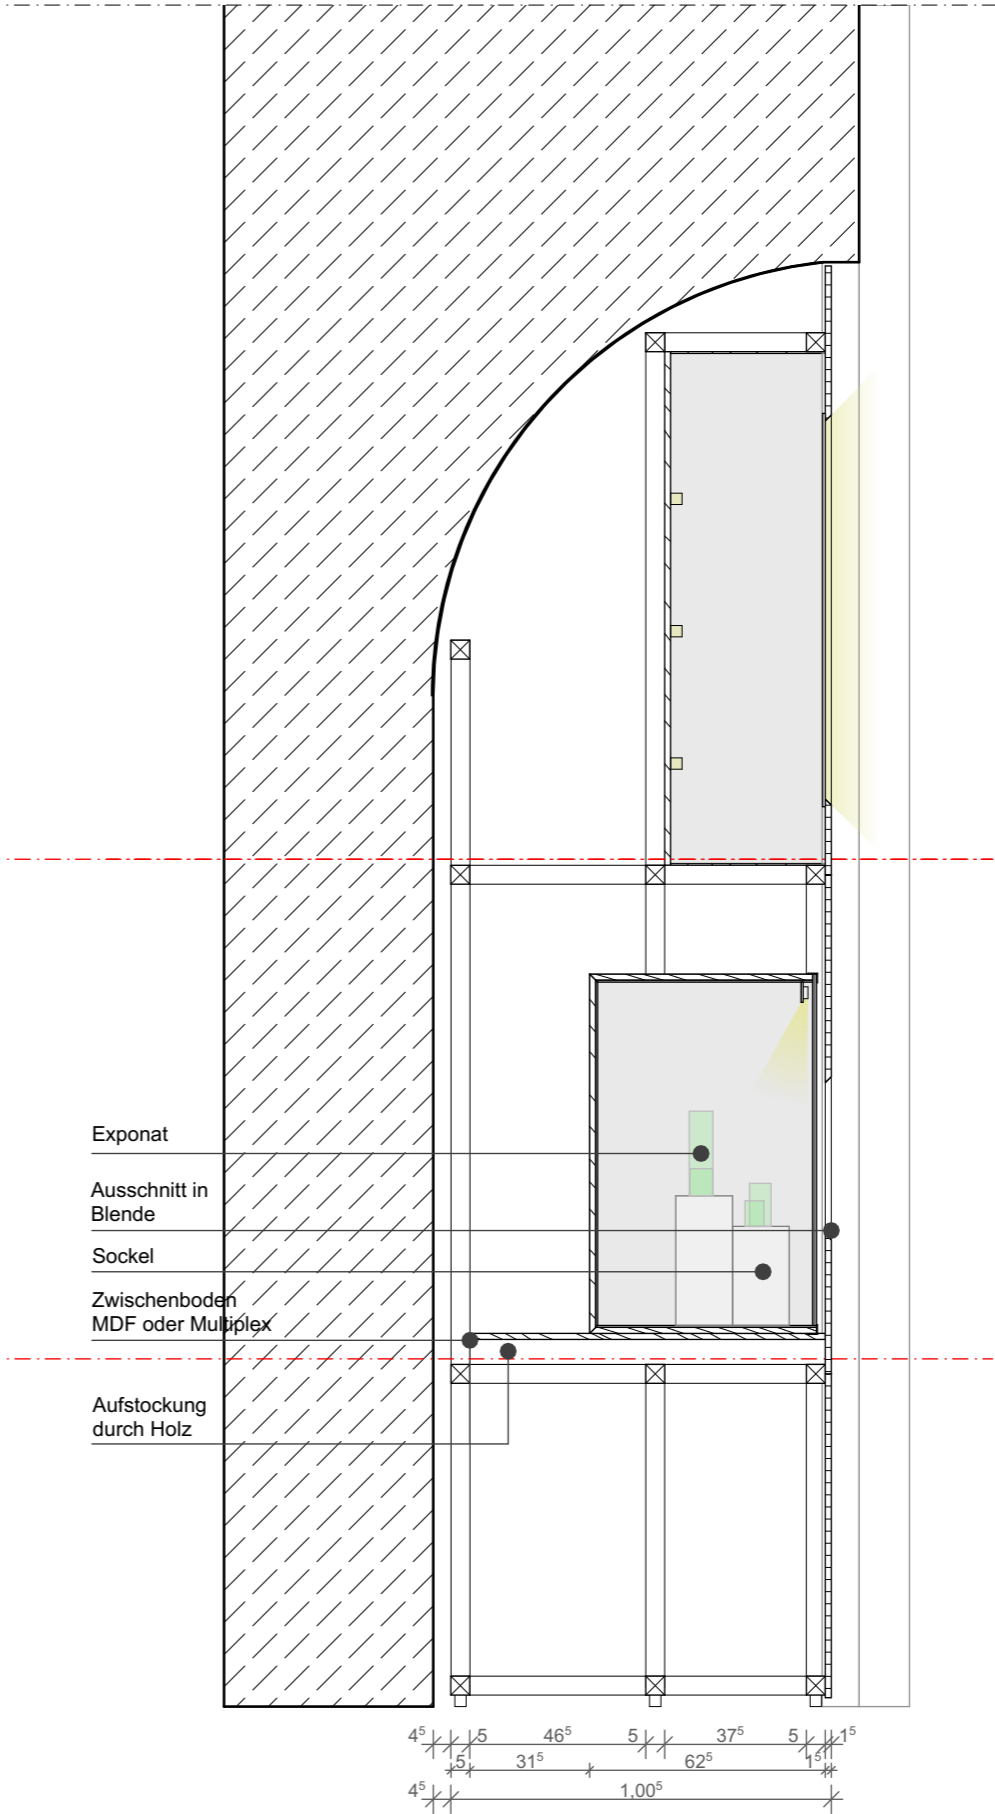 Exponat
Ausschnitt in
Blende
Sockel
Zwischenboden
MDF oder Multiplex
Aufstockung
durch Holz
4⁵ 5 46⁵ 5 37⁵ 5 1⁵
5 31⁵ 62⁵ 1⁵
4⁵ 1,00⁵